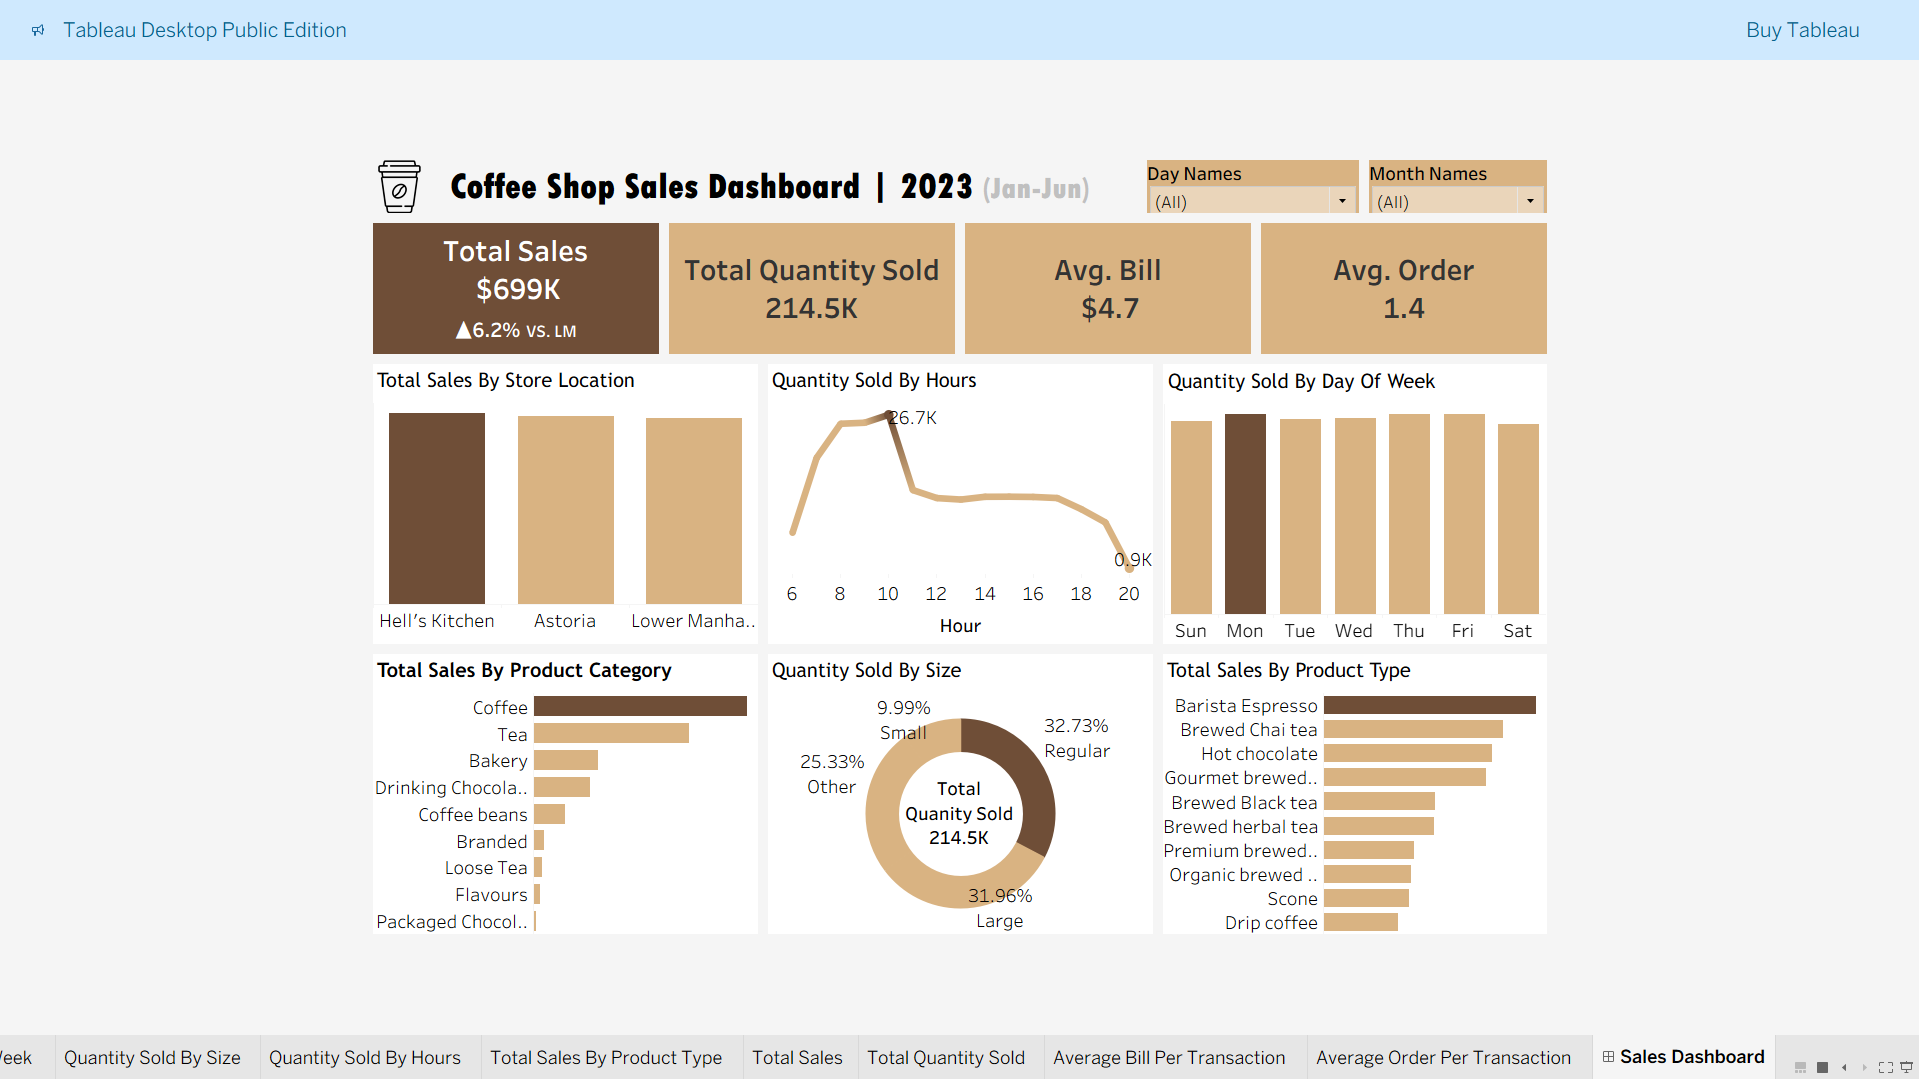 Tableau Desktop Public Edition
Buy Tableau
Coffee Shop Sales Dashboard | 2023 (Jan-Jun)
Day Names
(All)
Month Names
(All)
Total Sales
$699K
▲6.2% VS. LM
Total Quantity Sold
214.5K
Avg. Bill
$4.7
Avg. Order
1.4
Total Sales By Store Location
Hell's Kitchen
Astoria
Lower Manha..
Quantity Sold By Hours
26.7K
0.9K
6 8 10 12 14 16 18 20
Hour
Quantity Sold By Day Of Week
Sun Mon Tue Wed Thu Fri Sat
Total Sales By Product Category
Coffee
Tea
Bakery
Drinking Chocola..
Coffee beans
Branded
Loose Tea
Flavours
Packaged Chocol..
Quantity Sold By Size
9.99%
Small
32.73%
Regular
25.33%
Other
Total
Quanity Sold
214.5K
31.96%
Large
Total Sales By Product Type
Barista Espresso
Brewed Chai tea
Hot chocolate
Gourmet brewed..
Brewed Black tea
Brewed herbal tea
Premium brewed..
Organic brewed ..
Scone
Drip coffee
eek
Quantity Sold By Size
Quantity Sold By Hours
Total Sales By Product Type
Total Sales
Total Quantity Sold
Average Bill Per Transaction
Average Order Per Transaction
Sales Dashboard